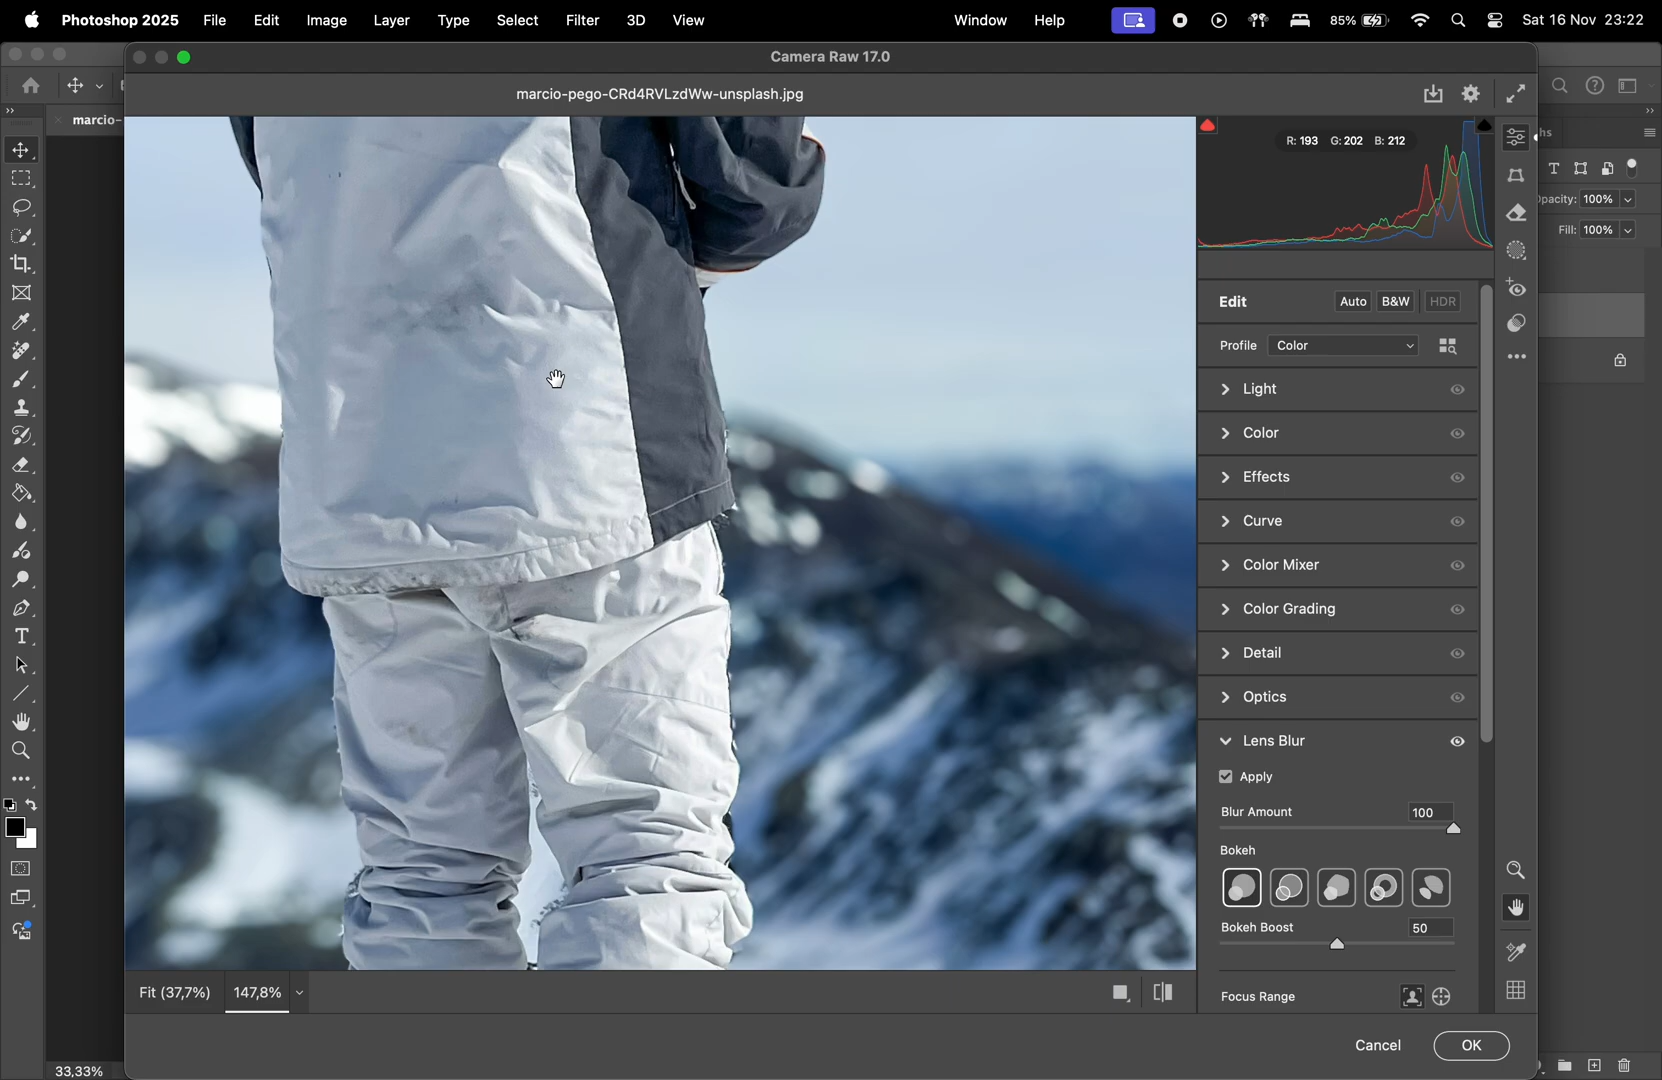 Photoshop 2025 File Edit Image Layer Type Select Filter 3D View Window Help 85% Sat 16 Nov 23:22
Camera Raw 17.0
marcio-pego-CRd4RVLzdWw-unsplash.jpg
marcio-
R: 193 G: 202 B: 212
Opacity: 100%
Fill: 100%
Edit Auto B&W HDR
Profile Color
Light
Color
Effects
Curve
Color Mixer
Color Grading
Detail
Optics
Lens Blur
Apply
Blur Amount 100
Bokeh
Bokeh Boost 50
Focus Range
Fit (37,7%) 147,8%
Cancel OK
33,33%